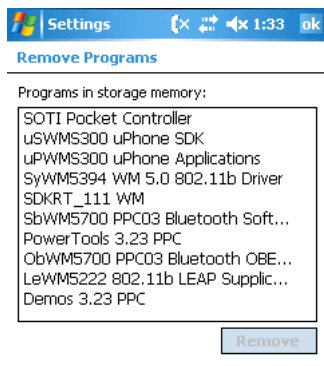 Settings 1:33 ok
Remove Programs
Programs in storage memory:
SOTI Pocket Controller
uSWMS300 uPhone SDK
uPWMS300 uPhone Applications
SyWM5394 WM 5.0 802.11b Driver
SDKRT_111 WM
SbWM5700 PPC03 Bluetooth Soft...
PowerTools 3.23 PPC
ObWM5700 PPC03 Bluetooth OBE...
LeWM5222 802.11b LEAP Supplic...
Demos 3.23 PPC
Remove